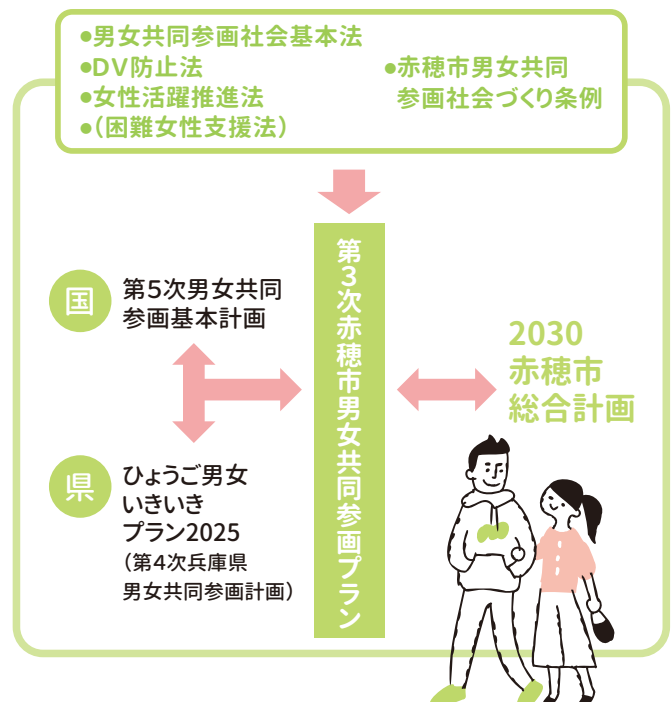 ●男女共同参画社会基本法
●DV防止法
●女性活躍推進法
●（困難女性支援法）
●赤穂市男女共同
参画社会づくり条例
第3次赤穂市男女共同参画プラン
国
第5次男女共同
参画基本計画
県
ひょうご男女
いきいき
プラン2025
（第4次兵庫県
男女共同参画計画）
2030
赤穂市
総合計画